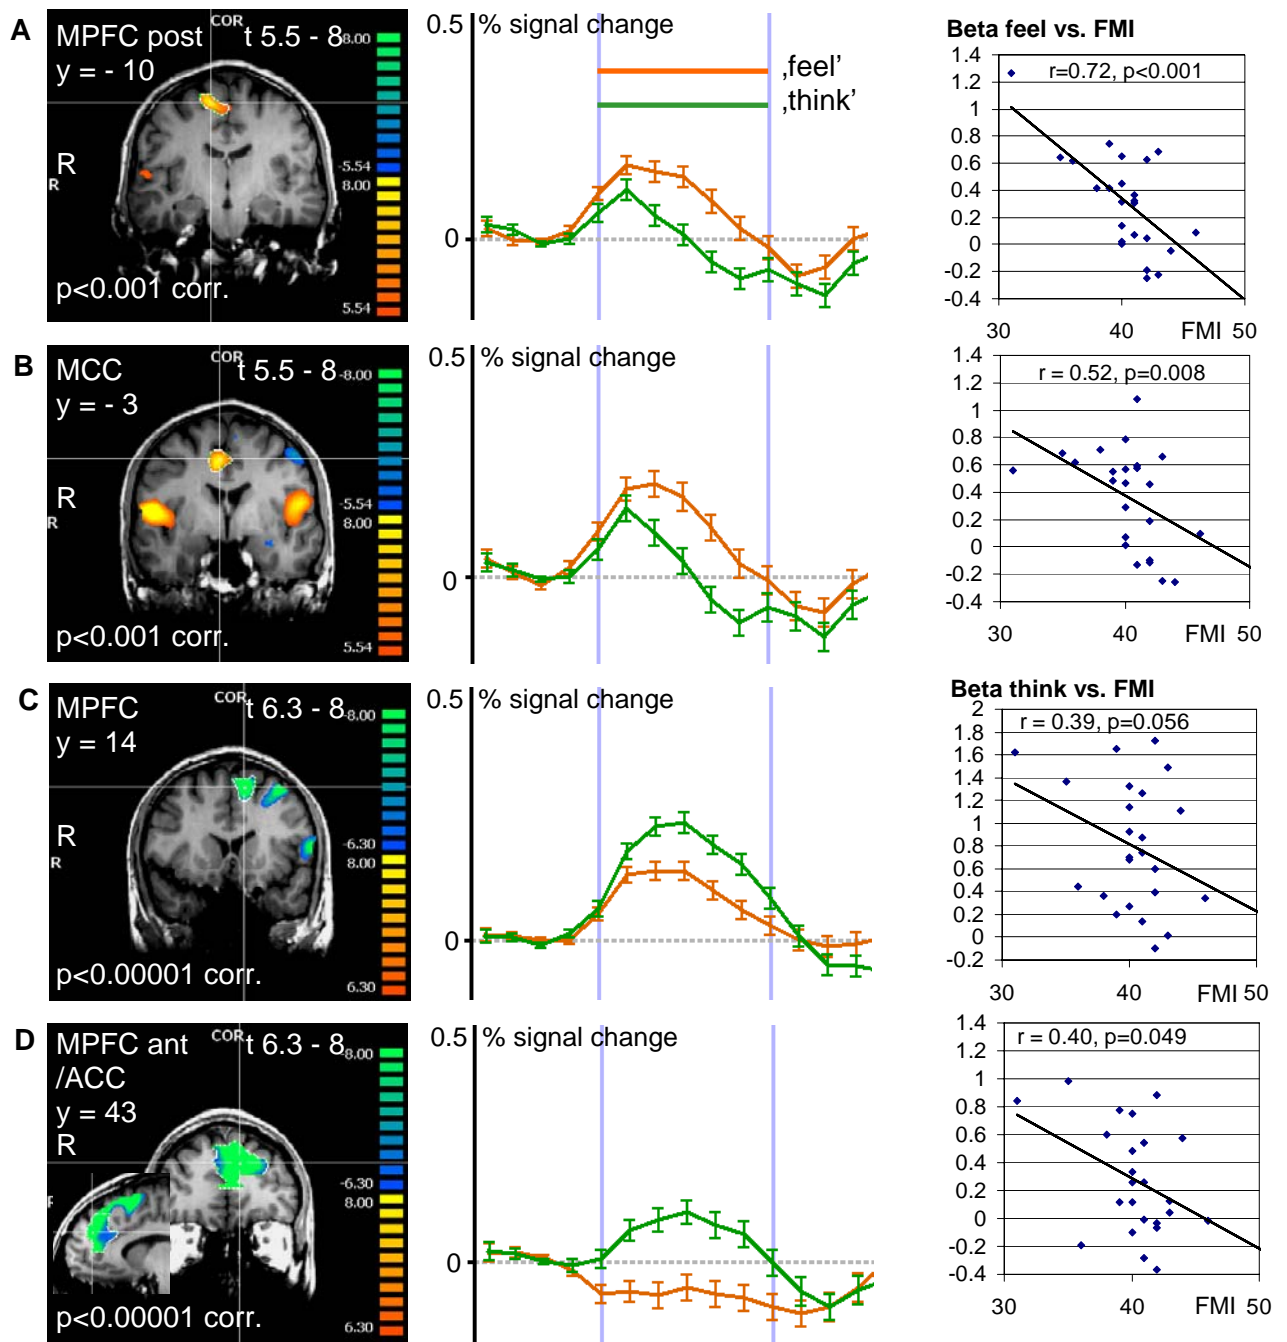 A
MPFC post
y = - 10
COR
t 5.5 - 8
8.00
-5.54
8.00
5.54
R
R
p<0.001 corr.
0.5
% signal change
‚feel’
‚think’
0
Beta feel vs. FMI
r=0.72, p<0.001
1.4
1.2
1
0.8
0.6
0.4
0.2
0
-0.2
-0.4
30
40
FMI
50
B
MCC
y = - 3
COR
t 5.5 - 8
-8.00
-5.54
8.00
5.54
R
R
p<0.001 corr.
0.5
% signal change
0
r = 0.52, p=0.008
1.4
1.2
1
0.8
0.6
0.4
0.2
0
-0.2
-0.4
30
40
FMI
50
C
MPFC
y = 14
COR
t 6.3 - 8
-8.00
-6.30
8.00
6.30
R
R
p<0.00001 corr.
0.5
% signal change
0
Beta think vs. FMI
r = 0.39, p=0.056
2
1.8
1.6
1.4
1.2
1
0.8
0.6
0.4
0.2
0
-0.2
30
40
FMI
50
D
MPFC ant
/ACC
y = 43
R
COR
t 6.3 - 8
8.00
-6.30
8.00
6.30
R
p<0.00001 corr.
0.5
% signal change
0
r = 0.40, p=0.049
1.4
1.2
1
0.8
0.6
0.4
0.2
0
-0.2
-0.4
30
40
FMI
50